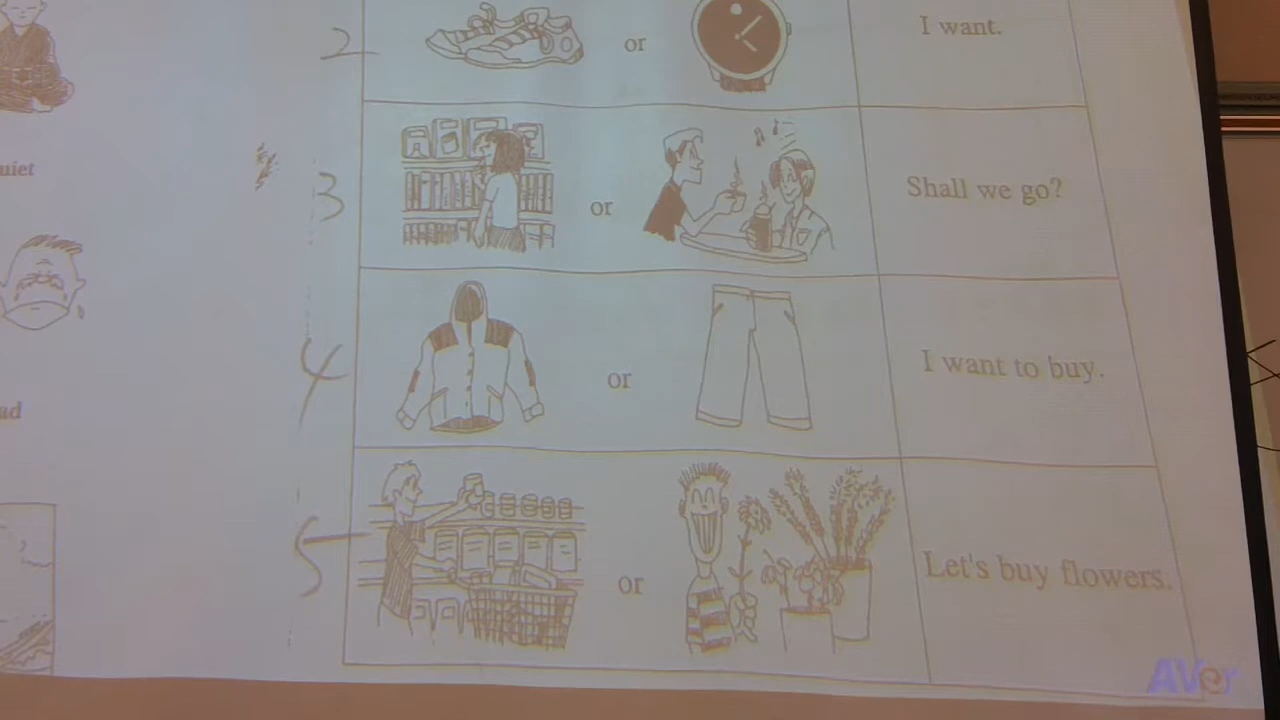 2
or
I want.
uiet
3
or
Shall we go?
4
or
I want to buy.
ad
5
or
Let's buy flowers.
AVer